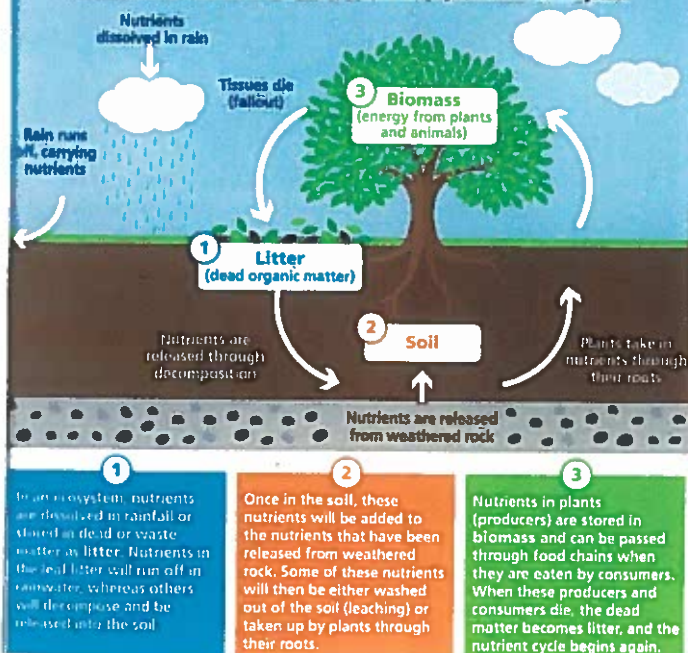 Nutrients
dissolved in rain
Tissues die
(fallout)
3
Biomass
(energy from plants
and animals)
Rain runs
off, carrying
nutrients
1
Litter
(dead organic matter)
2
Soil
Nutrients are
released through
decomposition
Plants take in
nutrients through
their roots
Nutrients are released
from weathered rock
1
In an ecosystem, nutrients
are dissolved in rainfall or
stored in dead or waste
matter as litter. Nutrients in
the leaf litter will run off in
rainwater, whereas others
will decompose and be
released into the soil
2
Once in the soil, these
nutrients will be added to
the nutrients that have been
released from weathered
rock. Some of these nutrients
will then be either washed
out of the soil (leaching) or
taken up by plants through
their roots.
3
Nutrients in plants
(producers) are stored in
biomass and can be passed
through food chains when
they are eaten by consumers.
When these producers and
consumers die, the dead
matter becomes litter, and the
nutrient cycle begins again.